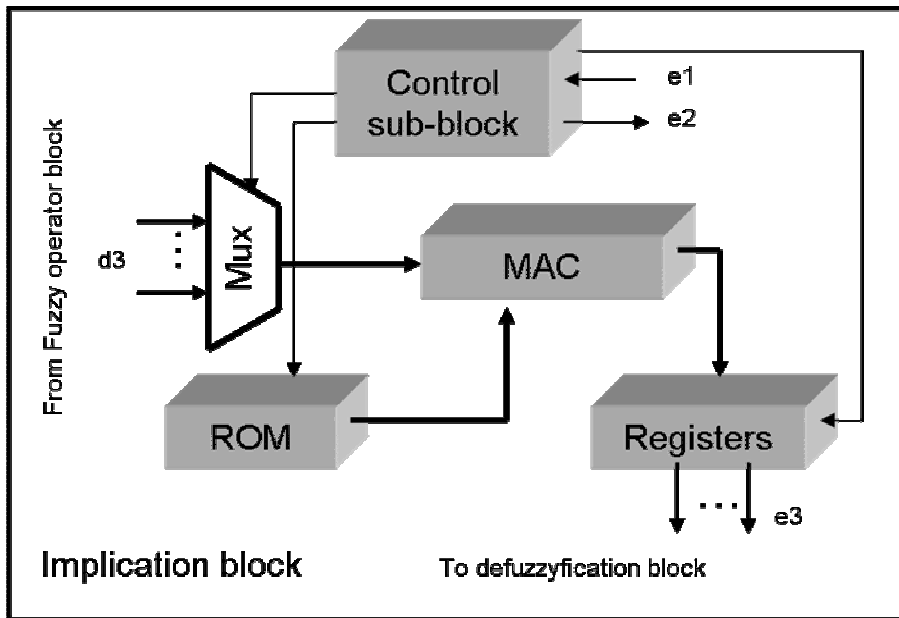 Control
sub-block
e1
e2
From Fuzzy operator block
d3
...
Mux
MAC
ROM
Registers
...
e3
Implication block
To defuzzyfication block